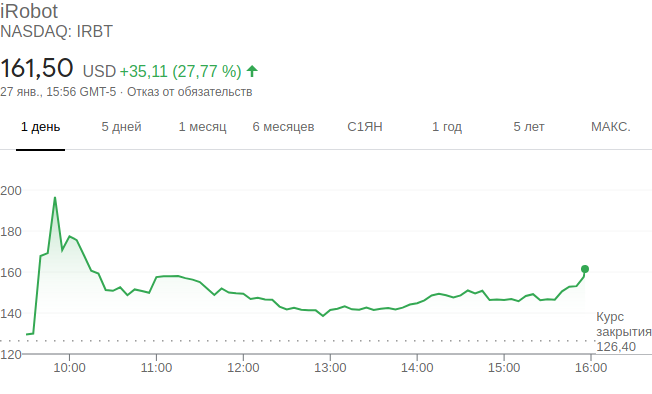 iRobot
NASDAQ: IRBT
161,50 USD +35,11 (27,77 %)
27 янв., 15:56 GMT-5 · Отказ от обязательств
1 день 5 дней 1 месяц 6 месяцев С1ЯН 1 год 5 лет МАКС.
200
180
160
140
120
Курс
закрытия
126,40
10:00 11:00 12:00 13:00 14:00 15:00 16:00